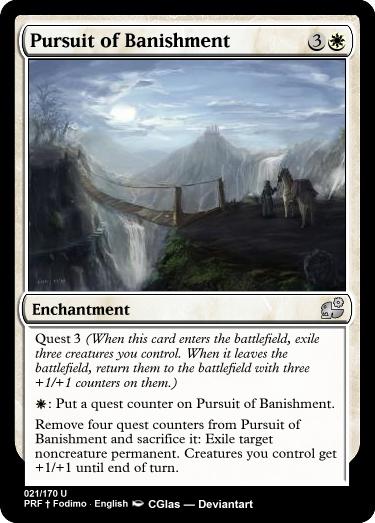 Pursuit of Banishment 3
Enchantment
Quest 3 (When this card enters the battlefield, exile
three creatures you control. When it leaves the
battlefield, return them to the battlefield with three
+1/+1 counters on them.)
: Put a quest counter on Pursuit of Banishment.
Remove four quest counters from Pursuit of
Banishment and sacrifice it: Exile target
noncreature permanent. Creatures you control get
+1/+1 until end of turn.
021/170 U
PRF † Fodimo · English CGlas — Deviantart